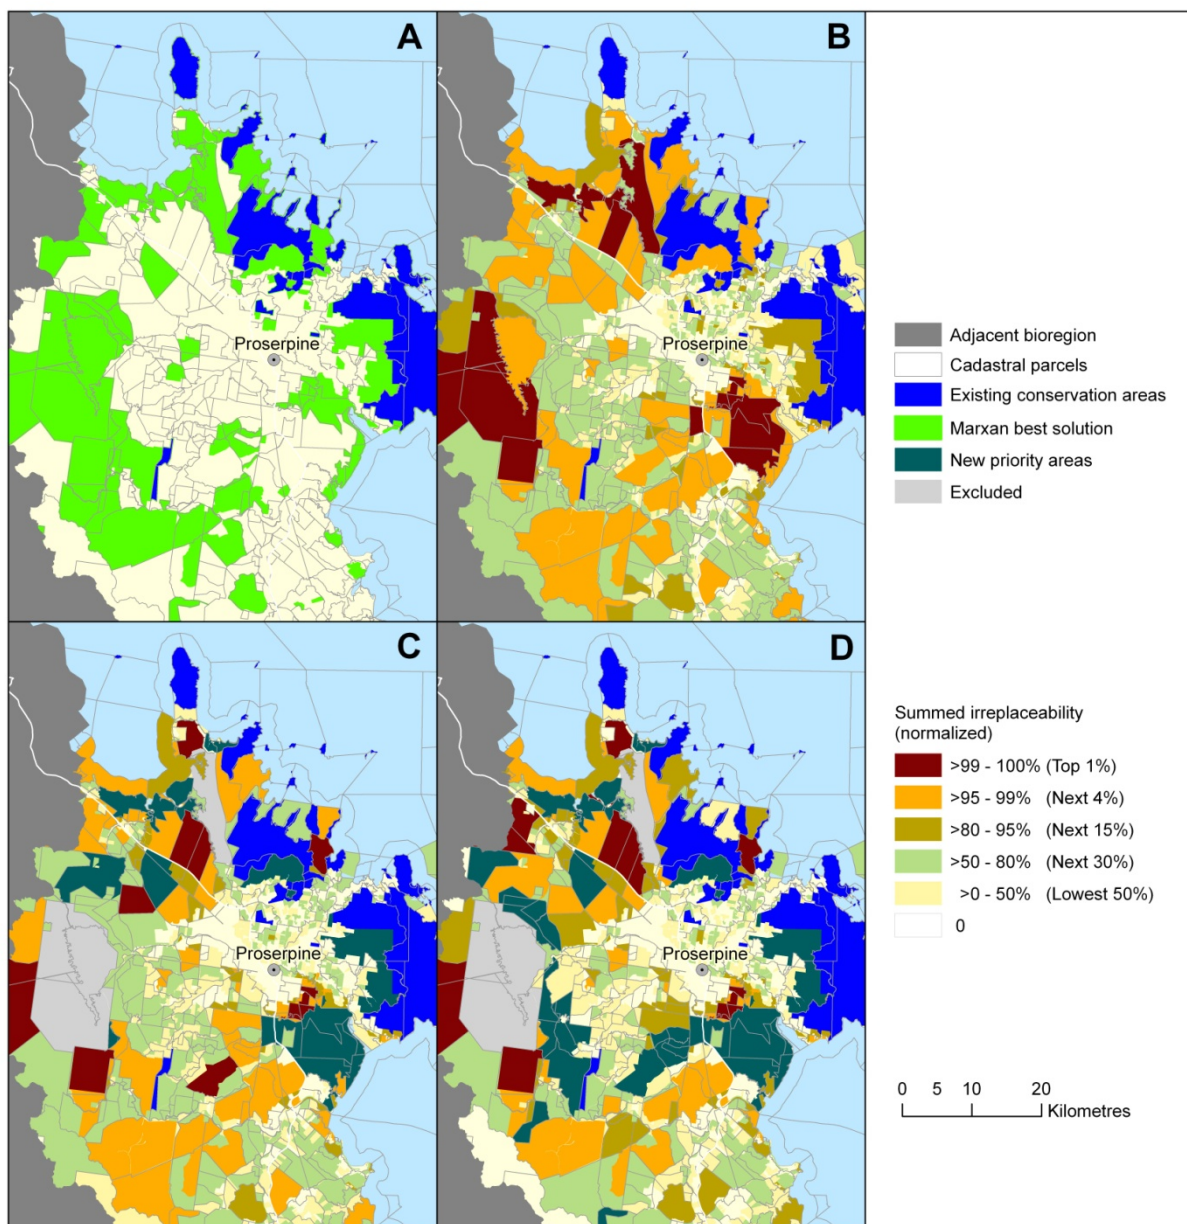 A
B
Proserpine
Proserpine
C
D
Proserpine
Proserpine
Adjacent bioregion
Cadastral parcels
Existing conservation areas
Marxan best solution
New priority areas
Excluded
Summed irreplaceability
(normalized)
>99 - 100% (Top 1%)
>95 - 99% (Next 4%)
>80 - 95% (Next 15%)
>50 - 80% (Next 30%)
>0 - 50% (Lowest 50%)
0
0 5 10 20
Kilometres